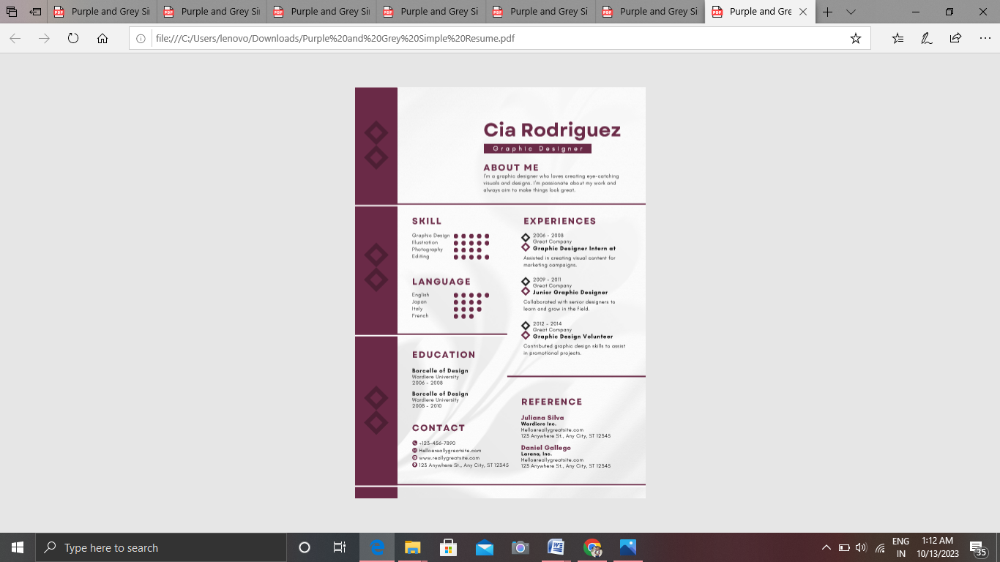 Purple and Grey Si
Purple and Grey Si
Purple and Grey Si
Purple and Grey Si
Purple and Grey Si
Purple and Grey Si
Purple and Gre
file:///C:/Users/lenovo/Downloads/Purple%20and%20Grey%20Simple%20Resume.pdf
Cia Rodriguez
Graphic Designer
ABOUT ME
I'm a graphic designer who loves creating eye-catching
visuals and designs. I'm passionate about my work and
always aim to make things look great.
SKILL
Graphic Design
Illustration
Photography
Editing
LANGUAGE
English
Japan
Italy
French
EDUCATION
Borcelle of Design
Wardiere University
2006 - 2008
Borcelle of Design
Wardiere University
2008 - 2010
CONTACT
+123-456-7890
Hello@reallygreatsite.com
www.reallygreatsite.com
123 Anywhere St., Any City, ST 12345
EXPERIENCES
2006 - 2008
Great Company
Graphic Designer Intern at
Assisted in creating visual content for
marketing campaigns.
2009 - 2011
Great Company
Junior Graphic Designer
Collaborated with senior designers to
learn and grow in the field.
2012 - 2014
Great Company
Graphic Design Volunteer
Contributed graphic design skills to assist
in promotional projects.
REFERENCE
Juliana Silva
Wardiere Inc.
Hello@reallygreatsite.com
123 Anywhere St., Any City, ST 12345
Daniel Gallego
Larana, Inc.
Hello@reallygreatsite.com
123 Anywhere St., Any City, ST 12345
Type here to search
ENG
IN
1:12 AM
10/13/2023
35